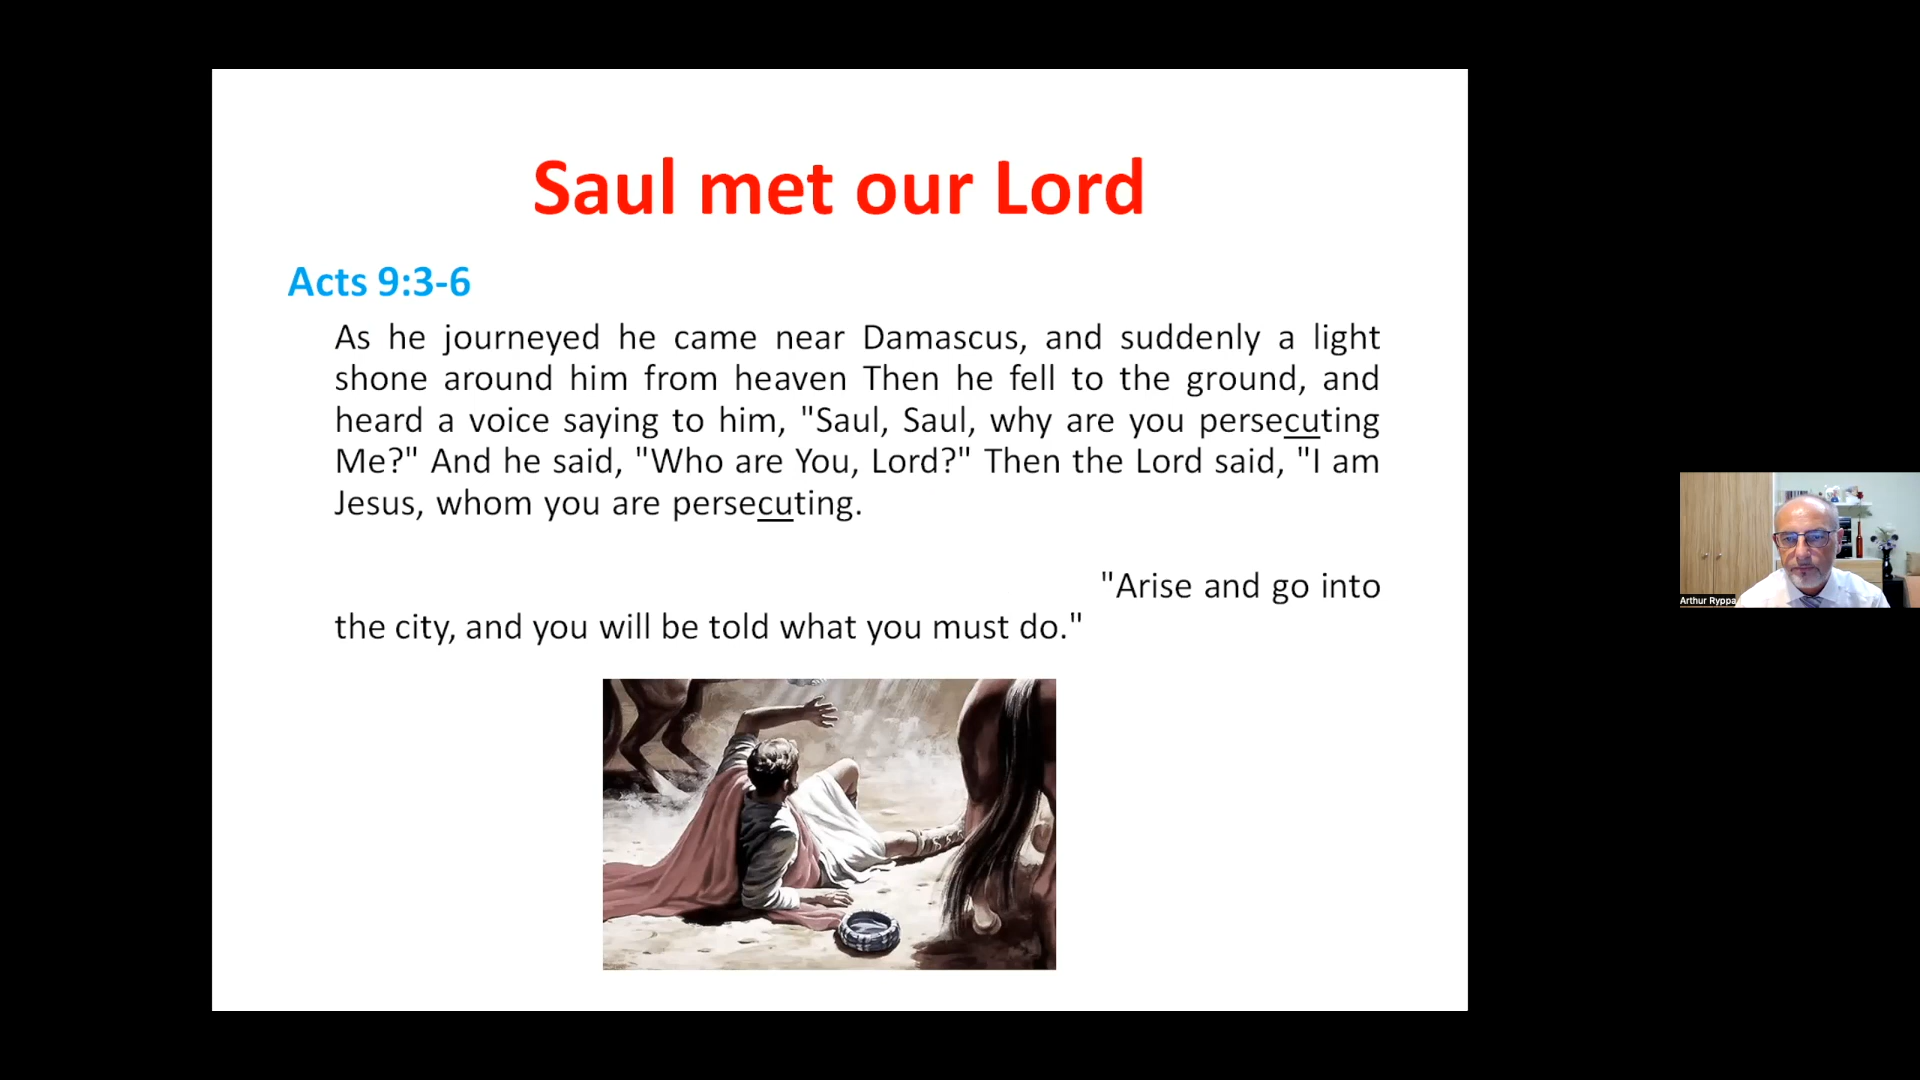 Saul met our Lord
Acts 9:3-6
As he journeyed he came near Damascus, and suddenly a light
shone around him from heaven Then he fell to the ground, and
heard a voice saying to him, "Saul, Saul, why are you persecuting
Me?" And he said, "Who are You, Lord?" Then the Lord said, "I am
Jesus, whom you are persecuting.
"Arise and go into
the city, and you will be told what you must do."
Arthur Ryppa